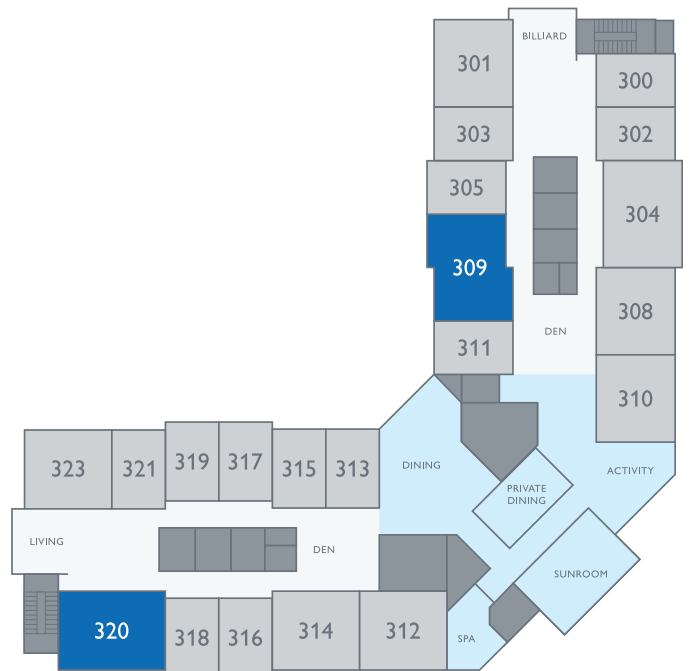 BILLIARD
301
300
303
302
305
304
309
308
DEN
311
310
DINING
ACTIVITY
PRIVATE
DINING
323
321
319
317
315
313
LIVING
DEN
SUNROOM
320
318
316
314
312
SPA